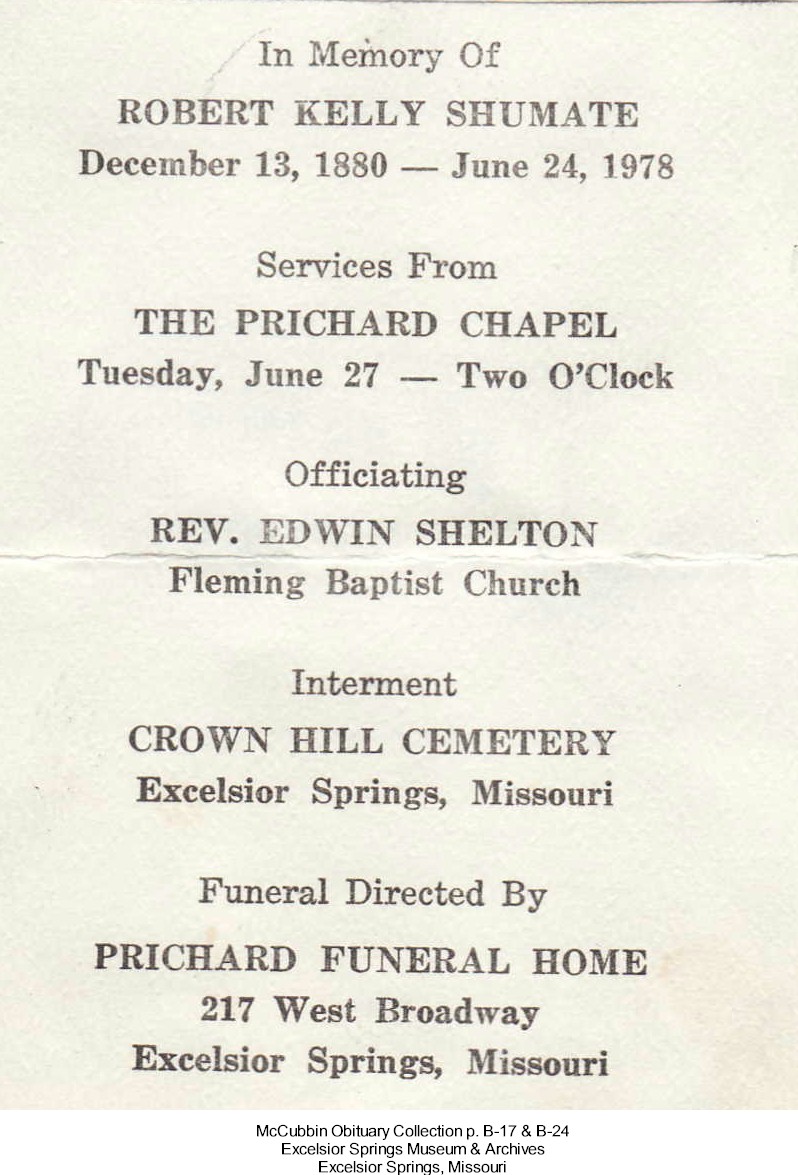 In Memory Of
ROBERT KELLY SHUMATE
December 13, 1880 — June 24, 1978
Services From
THE PRICHARD CHAPEL
Tuesday, June 27 — Two O'Clock
Officiating
REV. EDWIN SHELTON
Fleming Baptist Church
Interment
CROWN HILL CEMETERY
Excelsior Springs, Missouri
Funeral Directed By
PRICHARD FUNERAL HOME
217 West Broadway
Excelsior Springs, Missouri
McCubbin Obituary Collection p. B-17 & B-24
Excelsior Springs Museum & Archives
Excelsior Springs, Missouri